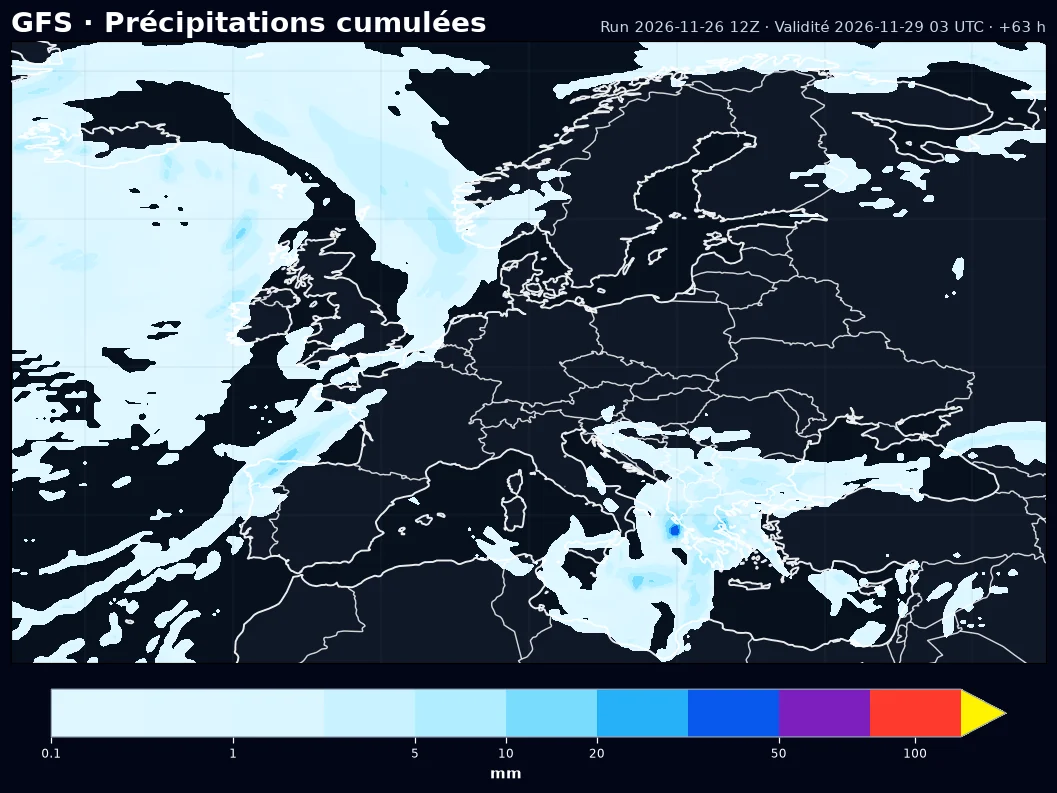 GFS · Précipitations cumulées
Run 2026-11-26 12Z · Validité 2026-11-29 03 UTC · +63 h
0.1 1 5 10 20 50 100
mm